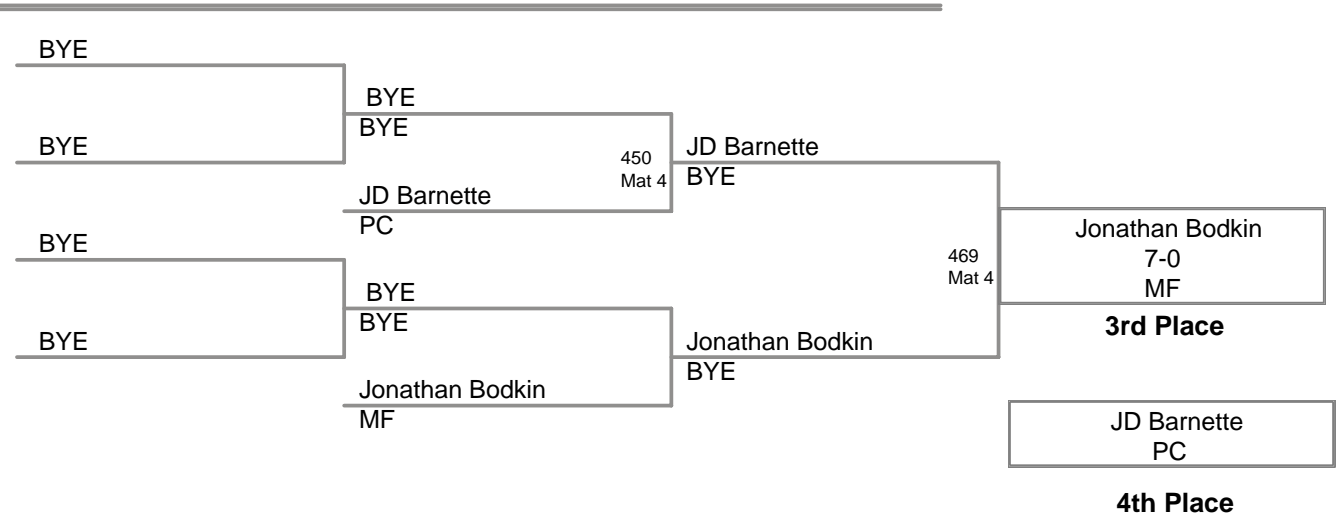 BYE
BYE
BYE
BYE
450
Mat 4
JD Barnette
BYE
BYE
JD Barnette
PC
BYE
469
Mat 4
Jonathan Bodkin
7-0
MF
3rd Place
BYE
BYE
BYE
Jonathan Bodkin
BYE
Jonathan Bodkin
MF
JD Barnette
PC
4th Place